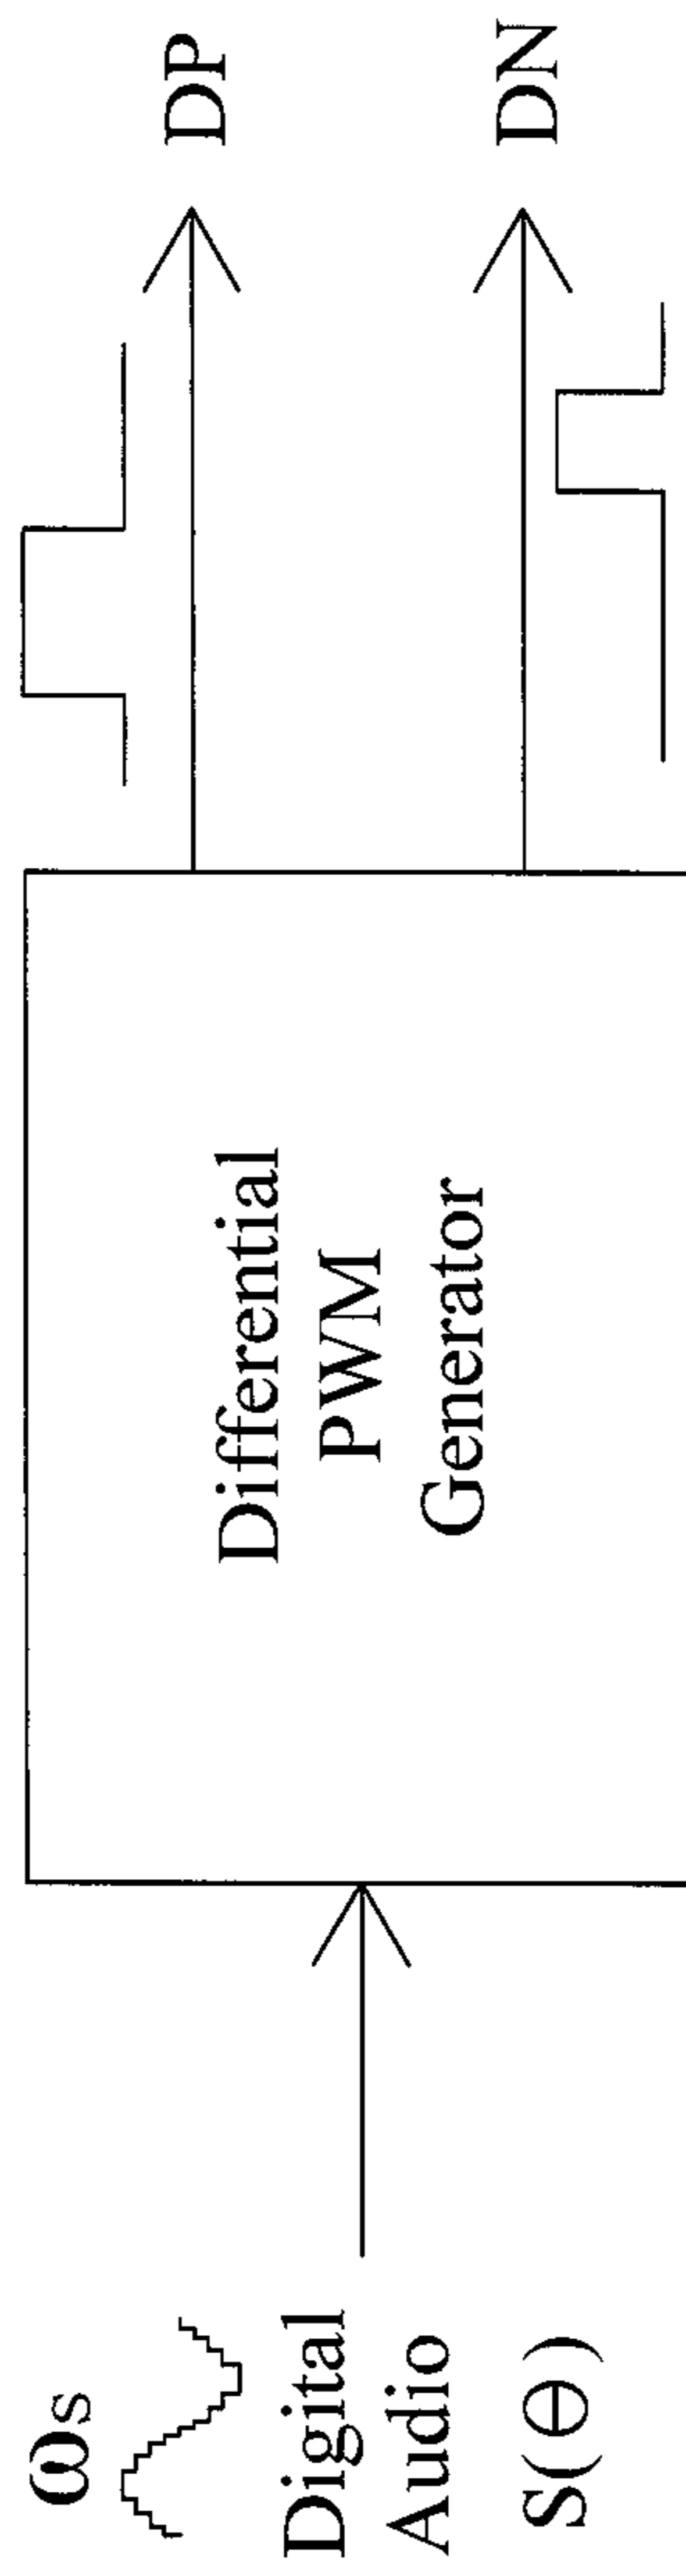 ωs
Digital
Audio
S(Θ)
Differential
PWM
Generator
DP
DN